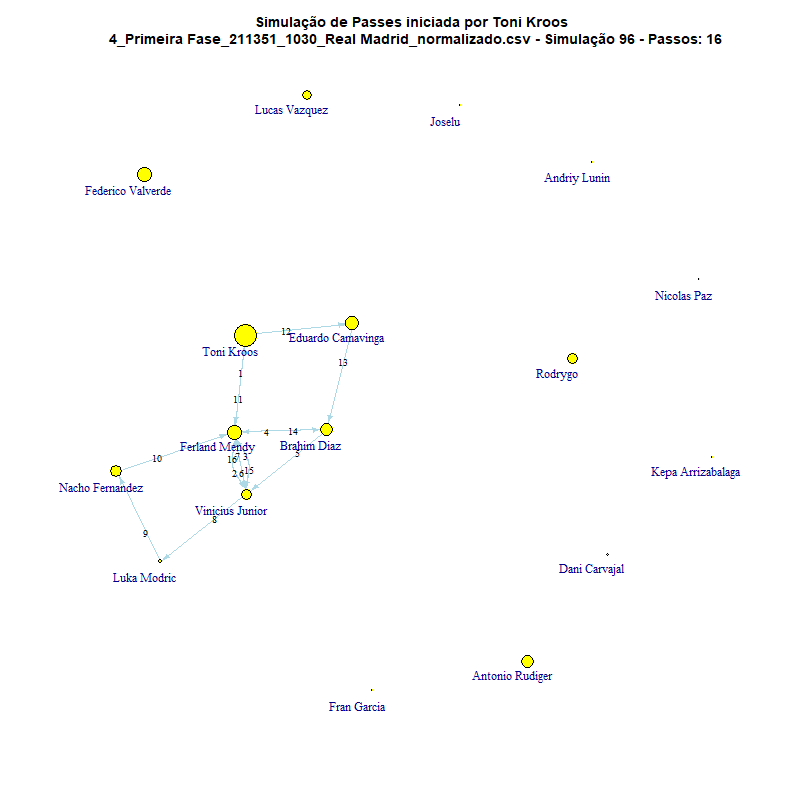 Simulação de Passes iniciada por Toni Kroos
4_Primeira Fase_211351_1030_Real Madrid_normalizado.csv - Simulação 96 - Passos: 16
Lucas Vazquez
Joselu
Andriy Lunin
Federico Valverde
Nicolas Paz
12
Eduardo Camavinga
Toni Kroos
13
Rodrygo
1
11
4
14
Ferland Mendy
Brahim Diaz
5
10
16
7
3
Kepa Arrizabalaga
2
6
15
Nacho Fernandez
Vinicius Junior
8
9
Luka Modric
Dani Carvajal
Antonio Rudiger
Fran Garcia